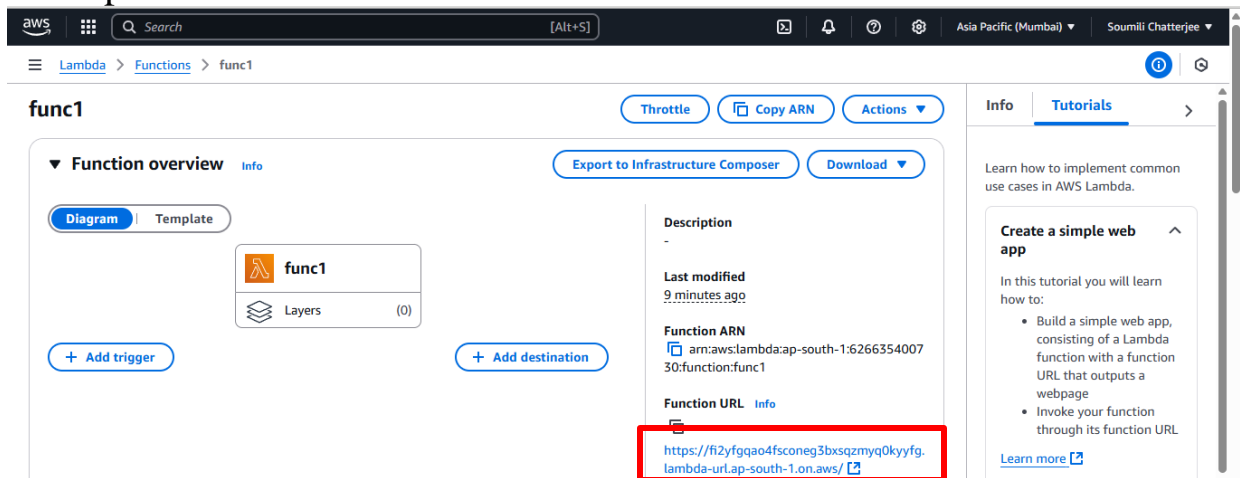 aws
Search
[Alt+S]
Asia Pacific (Mumbai) ▼
Soumili Chatterjee ▼
Lambda > Functions > func1
func1
Throttle
Copy ARN
Actions ▼
Info
Tutorials
▼ Function overview Info
Export to Infrastructure Composer
Download ▼
Diagram
Template
func1
Layers (0)
+ Add trigger
+ Add destination
Description
-
Last modified
9 minutes ago
Function ARN
arn:aws:lambda:ap-south-1:6266354007
30:function:func1
Function URL Info
https://fi2yfgqao4fsconeg3bxsqzmyq0kyyfg.
lambda-url.ap-south-1.on.aws/
Learn how to implement common
use cases in AWS Lambda.
Create a simple web
app
In this tutorial you will learn
how to:
• Build a simple web app,
consisting of a Lambda
function with a function
URL that outputs a
webpage
• Invoke your function
through its function URL
Learn more